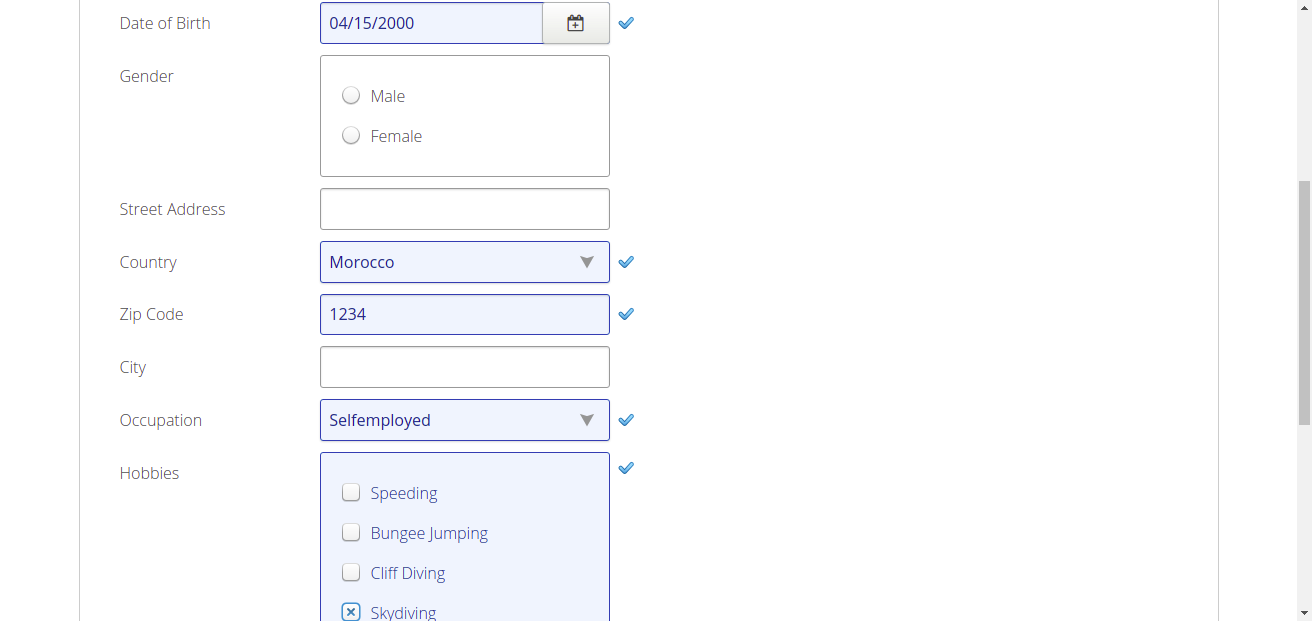 Date of Birth 04/15/2000
Gender
Male
Female
Street Address
Country Morocco
Zip Code 1234
City
Occupation Selfemployed
Hobbies
Speeding
Bungee Jumping
Cliff Diving
Skydiving